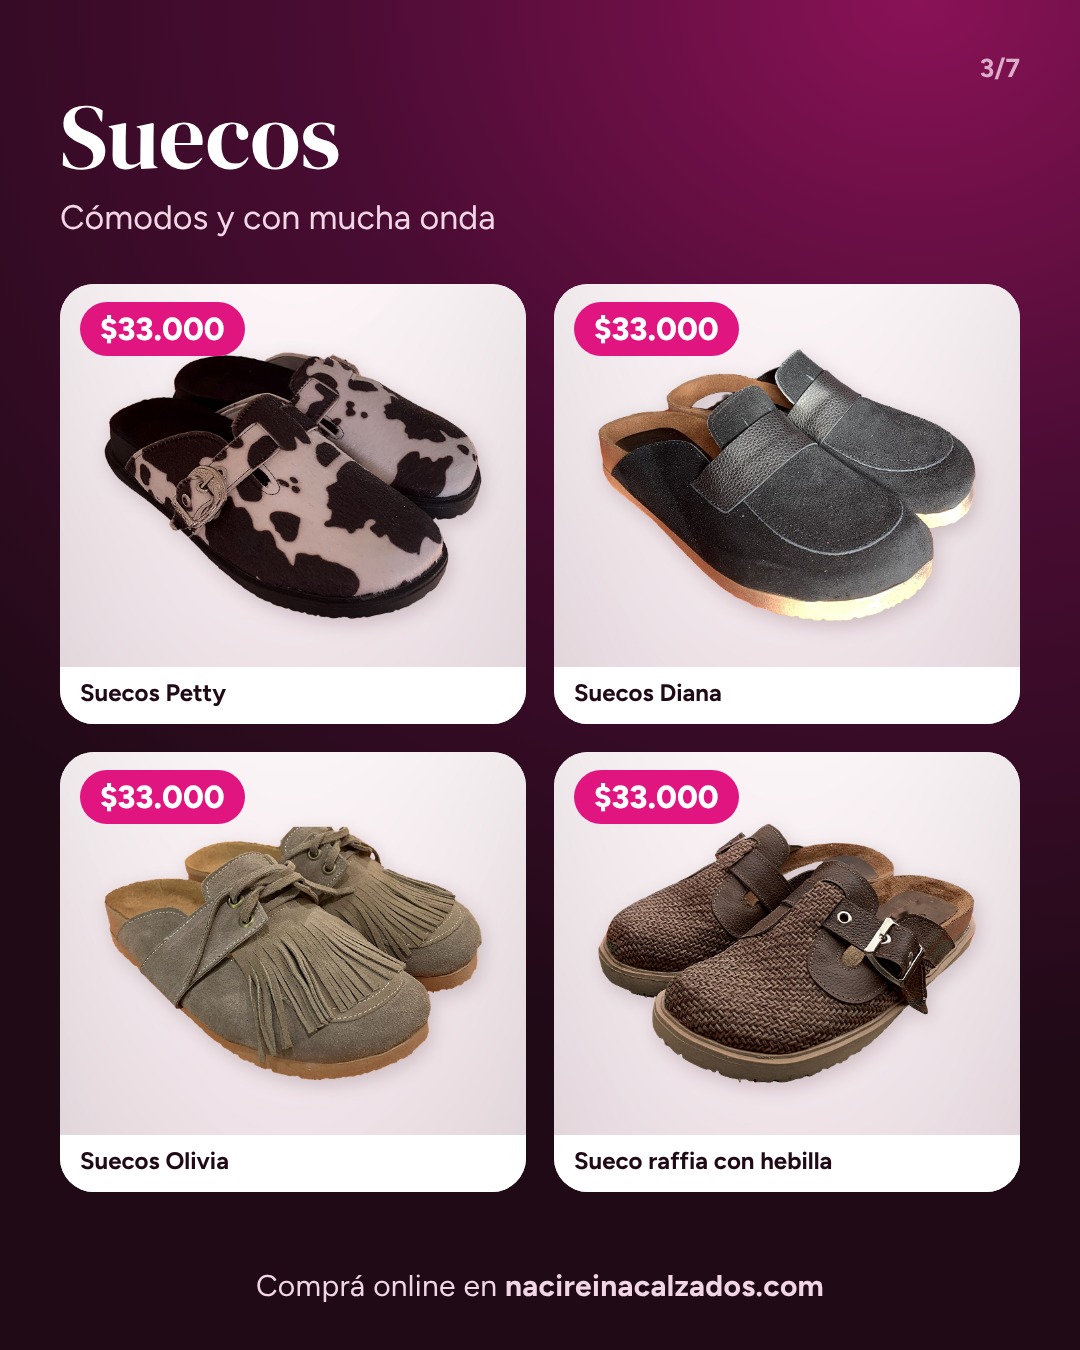 3/7
Suecos
Cómodos y con mucha onda
$33.000
$33.000
Suecos Petty
Suecos Diana
$33.000
$33.000
Suecos Olivia
Sueco raffia con hebilla
Comprá online en nacireinacalzados.com